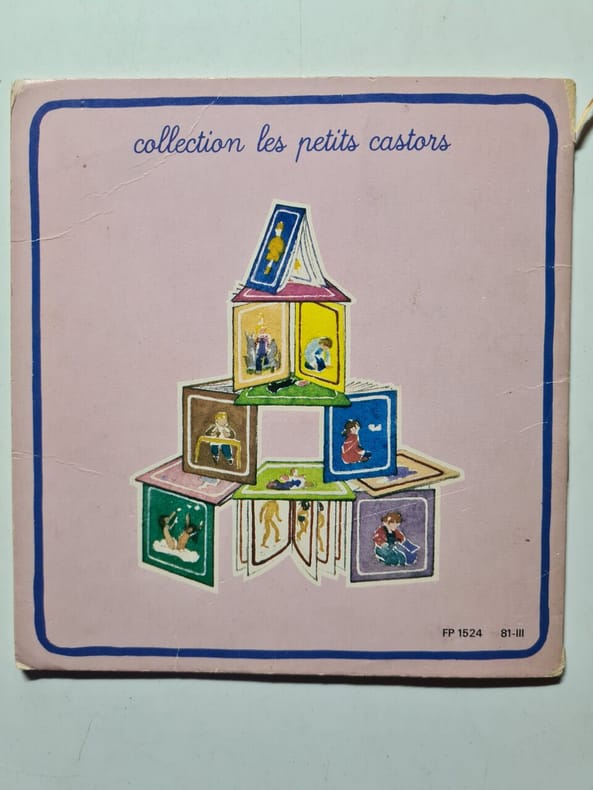 collection les petits castors
FP 1524 81-III